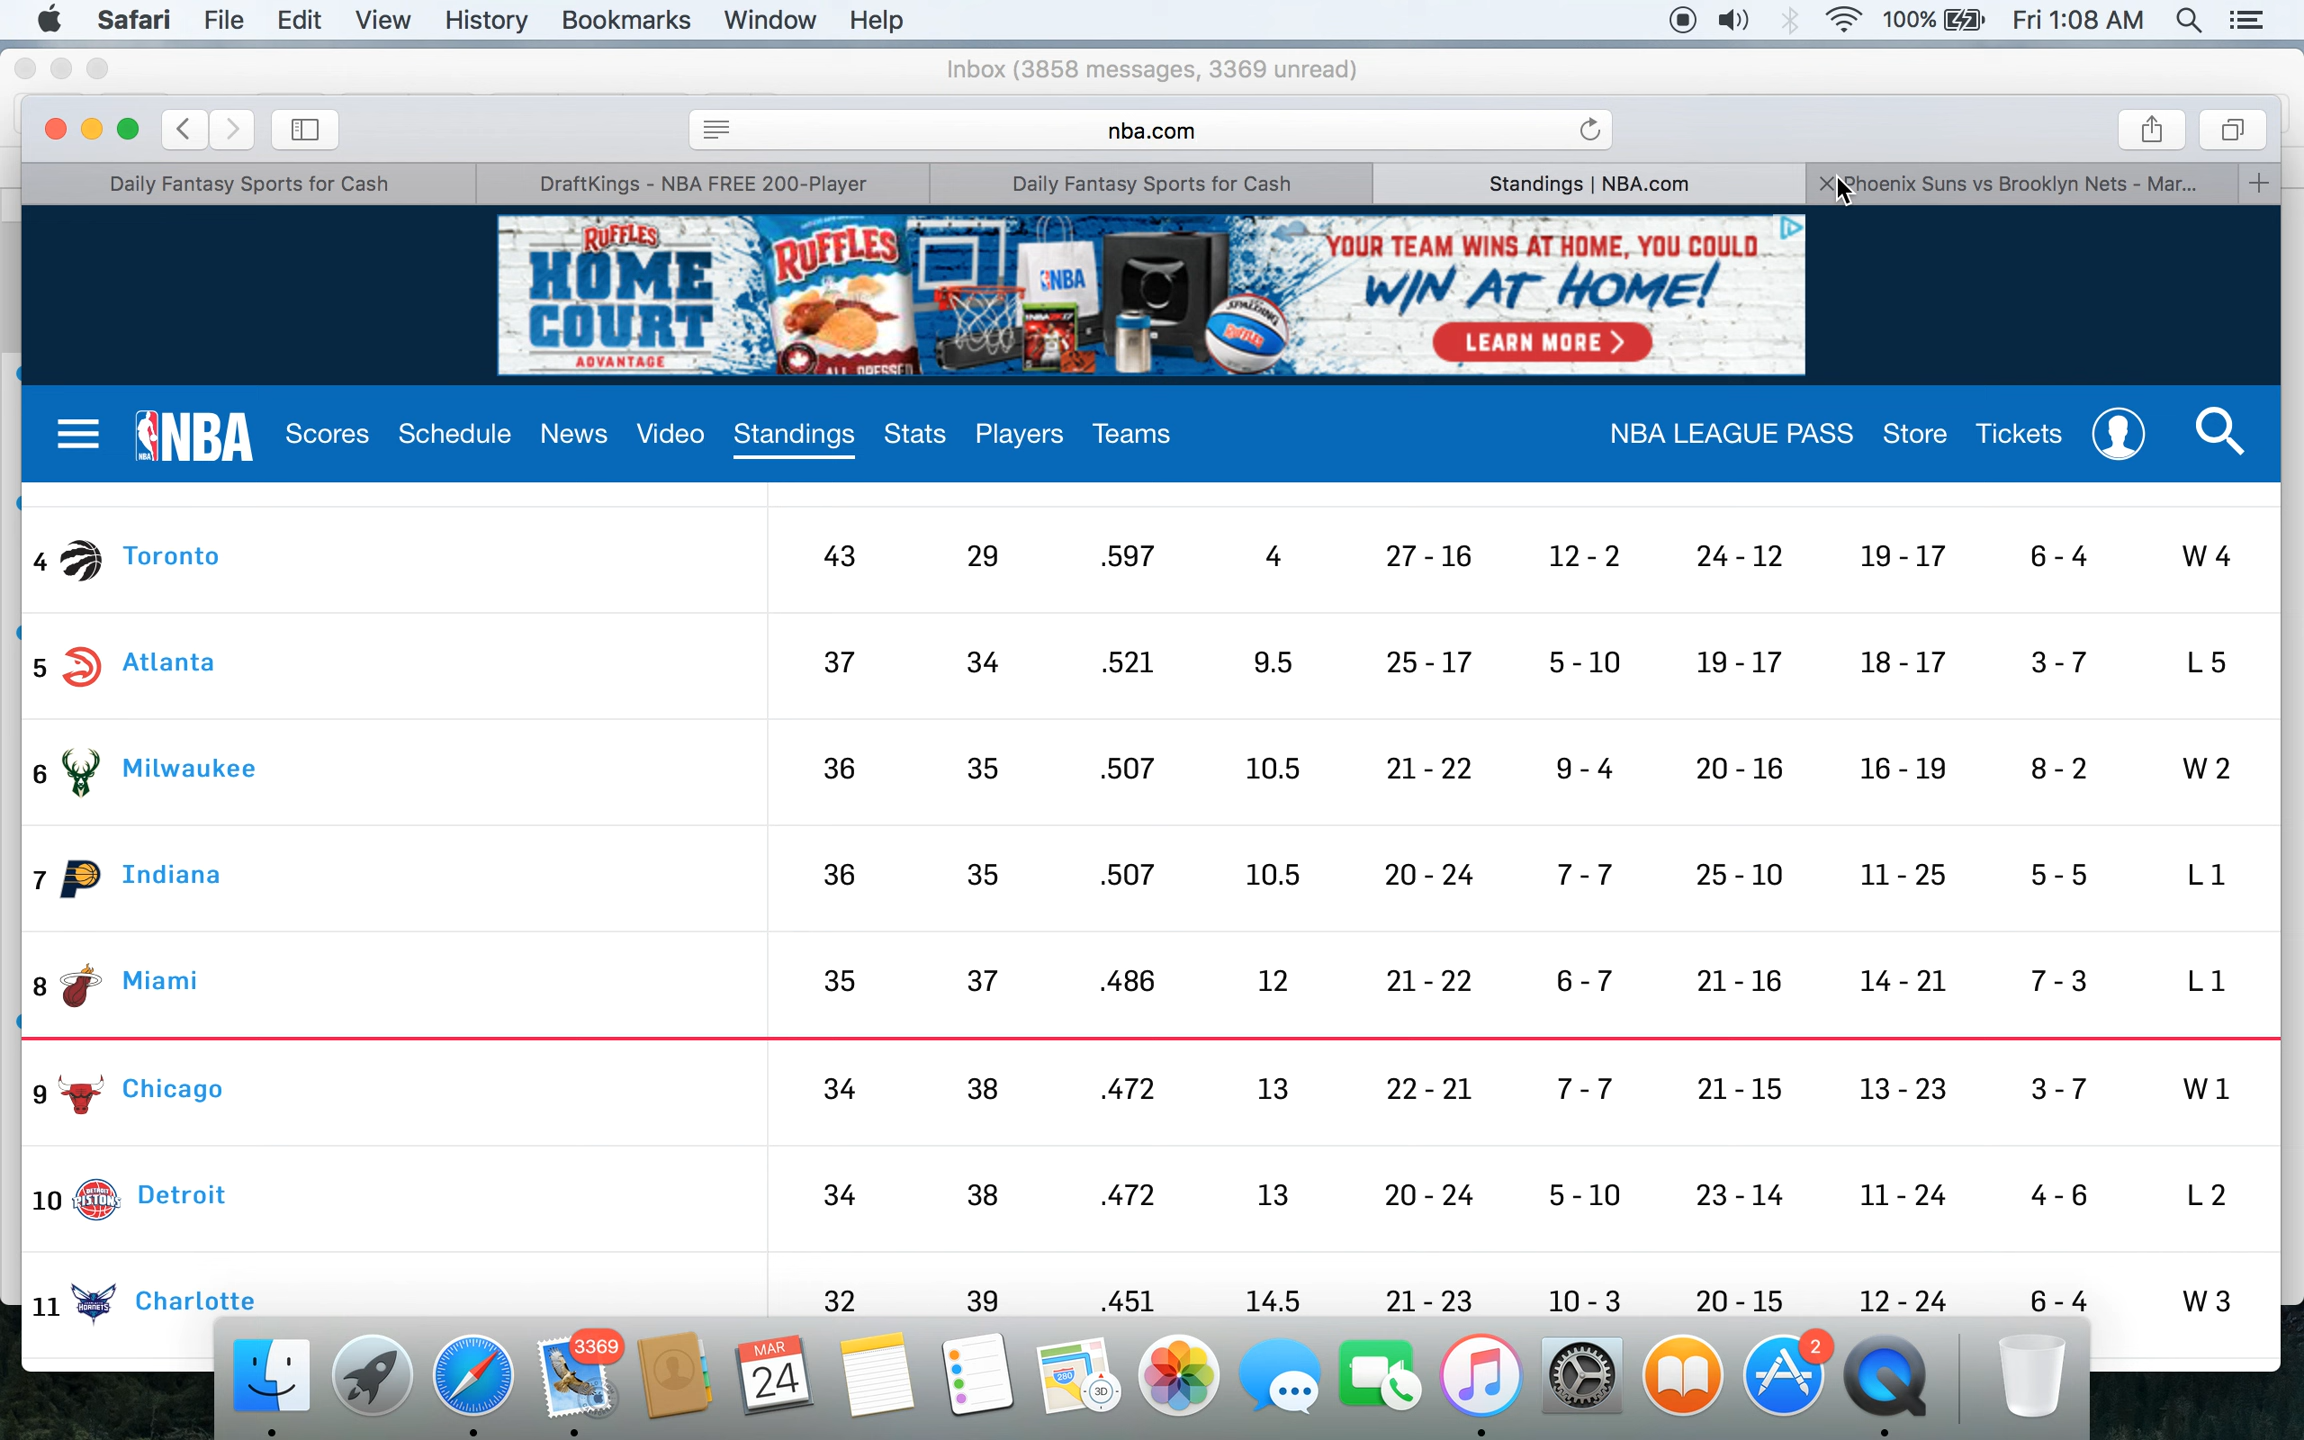 Safari File Edit View History Bookmarks Window Help 100% Fri 1:08 AM
Inbox (3858 messages, 3369 unread)
nba.com
Daily Fantasy Sports for Cash DraftKings - NBA FREE 200-Player Daily Fantasy Sports for Cash Standings | NBA.com Phoenix Suns vs Brooklyn Nets - Mar...
RUFFLES
HOME
COURT
ADVANTAGE
RUFFLES
ALL DRESSED
NBA
SPALDING
Ruffles
YOUR TEAM WINS AT HOME, YOU COULD
WIN AT HOME!
LEARN MORE >
NBA Scores Schedule News Video Standings Stats Players Teams NBA LEAGUE PASS Store Tickets
4 Toronto 43 29 .597 4 27 - 16 12 - 2 24 - 12 19 - 17 6 - 4 W 4
5 Atlanta 37 34 .521 9.5 25 - 17 5 - 10 19 - 17 18 - 17 3 - 7 L 5
6 Milwaukee 36 35 .507 10.5 21 - 22 9 - 4 20 - 16 16 - 19 8 - 2 W 2
7 Indiana 36 35 .507 10.5 20 - 24 7 - 7 25 - 10 11 - 25 5 - 5 L 1
8 Miami 35 37 .486 12 21 - 22 6 - 7 21 - 16 14 - 21 7 - 3 L 1
9 Chicago 34 38 .472 13 22 - 21 7 - 7 21 - 15 13 - 23 3 - 7 W 1
10 PISTONS Detroit 34 38 .472 13 20 - 24 5 - 10 23 - 14 11 - 24 4 - 6 L 2
11 HORNETS Charlotte 32 39 .451 14.5 21 - 23 10 - 3 20 - 15 12 - 24 6 - 4 W 3
3369
MAR
24
280
3D
2